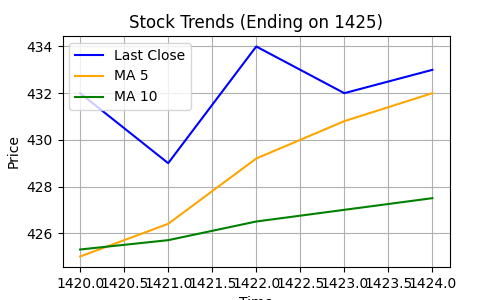 Stock Trends (Ending on 1425)
Last Close
MA 5
MA 10
Price
434
432
430
428
426
1420.0 1420.5 1421.0 1421.5 1422.0 1422.5 1423.0 1423.5 1424.0
Time